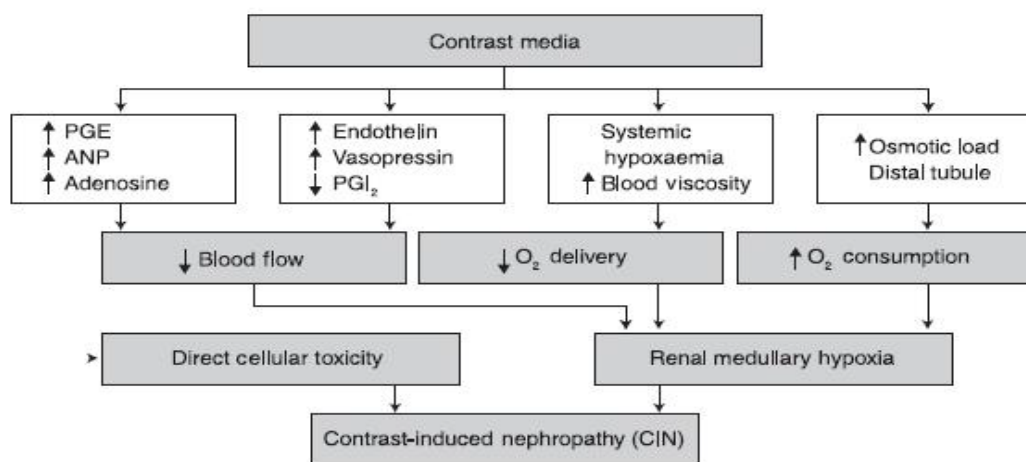 Contrast media
↑ PGE
↑ ANP
↑ Adenosine
↑ Endothelin
↑ Vasopressin
↓ PGI₂
Systemic
hypoxaemia
↑ Blood viscosity
↑ Osmotic load
Distal tubule
↓ Blood flow
↓ O₂ delivery
↑ O₂ consumption
Direct cellular toxicity
Renal medullary hypoxia
Contrast-induced nephropathy (CIN)